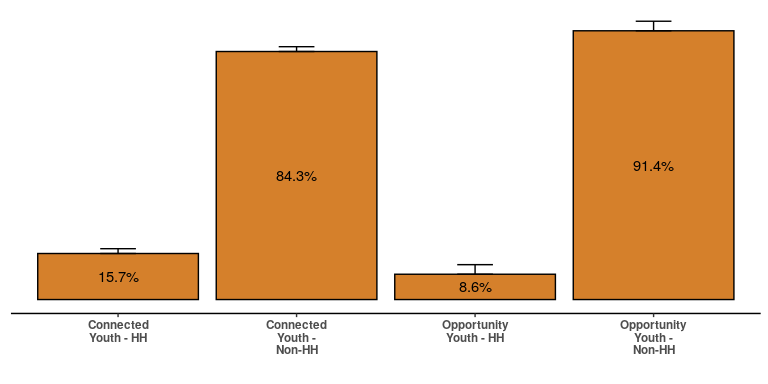 91.4%
84.3%
15.7%
8.6%
Connected
Youth - HH
Connected
Youth -
Non-HH
Opportunity
Youth - HH
Opportunity
Youth -
Non-HH